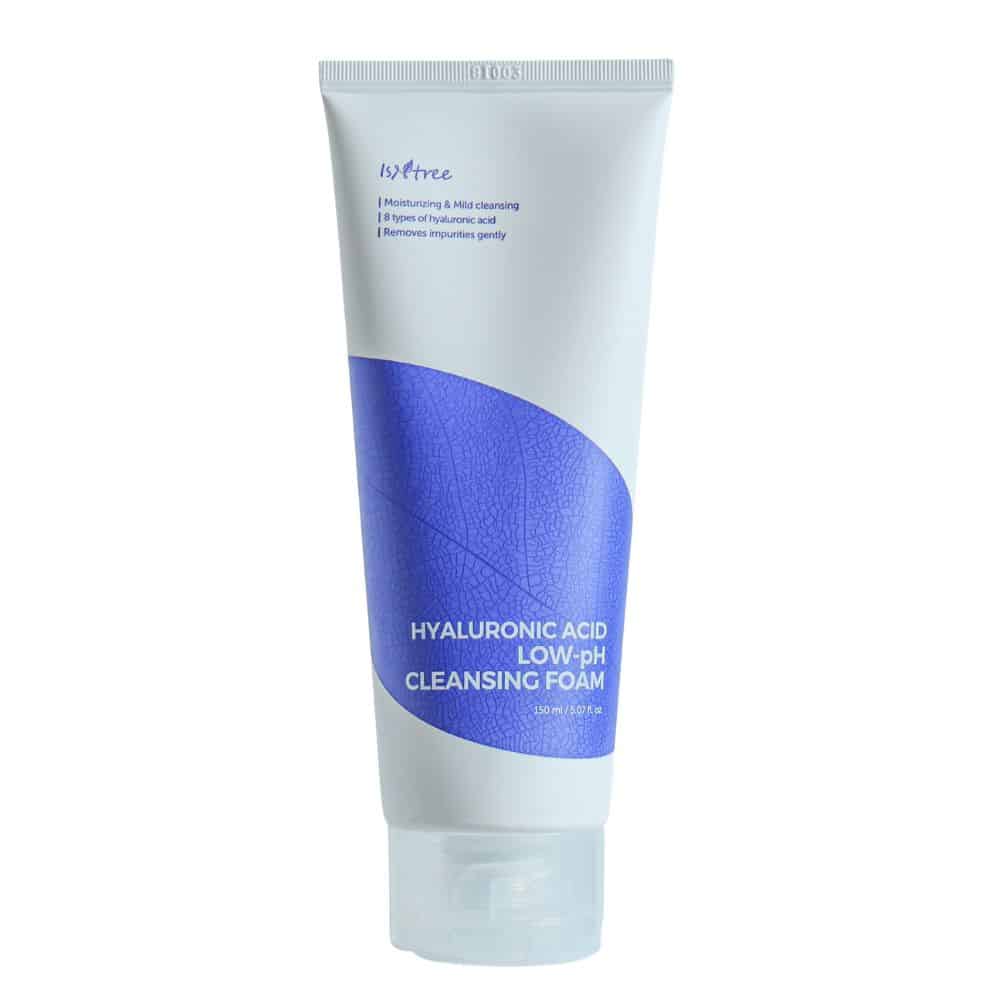 81003
Isntree
Moisturizing & Mild cleansing
8 types of hyaluronic acid
Removes impurities gently
HYALURONIC ACID
LOW-pH
CLEANSING FOAM
150 ml / 5.07 fl. oz